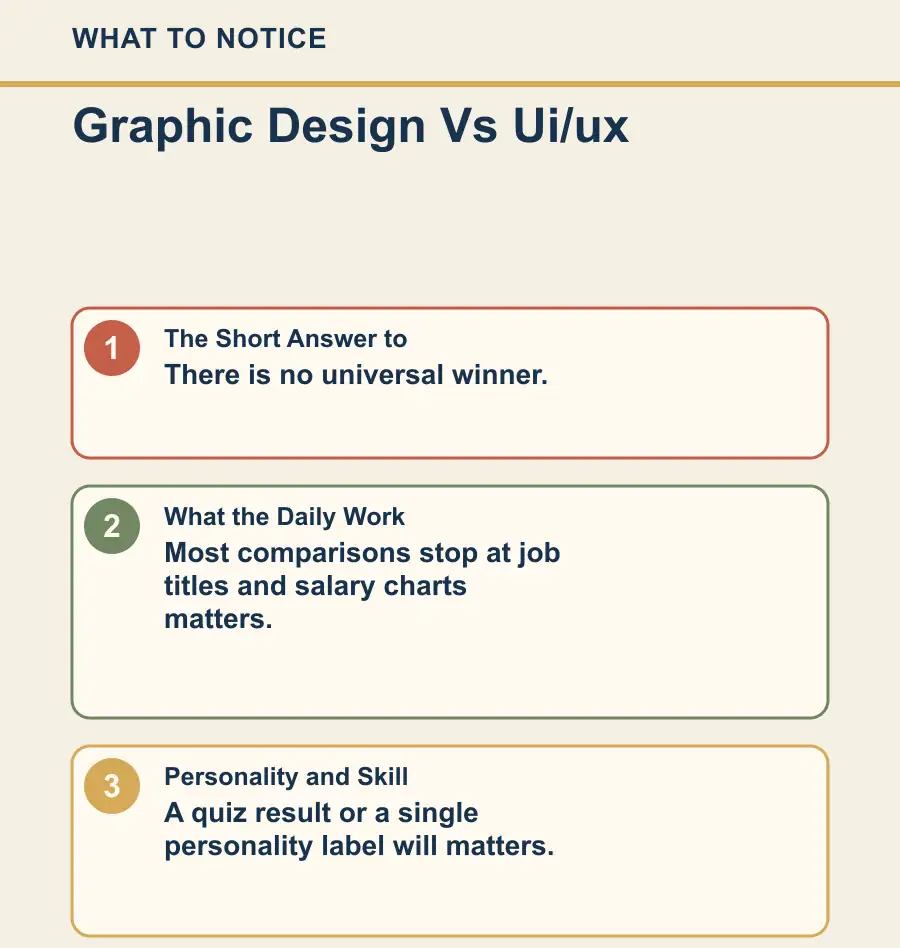 WHAT TO NOTICE
Graphic Design Vs Ui/ux
1
The Short Answer to
There is no universal winner.
2
What the Daily Work
Most comparisons stop at job
titles and salary charts
matters.
3
Personality and Skill
A quiz result or a single
personality label will matters.